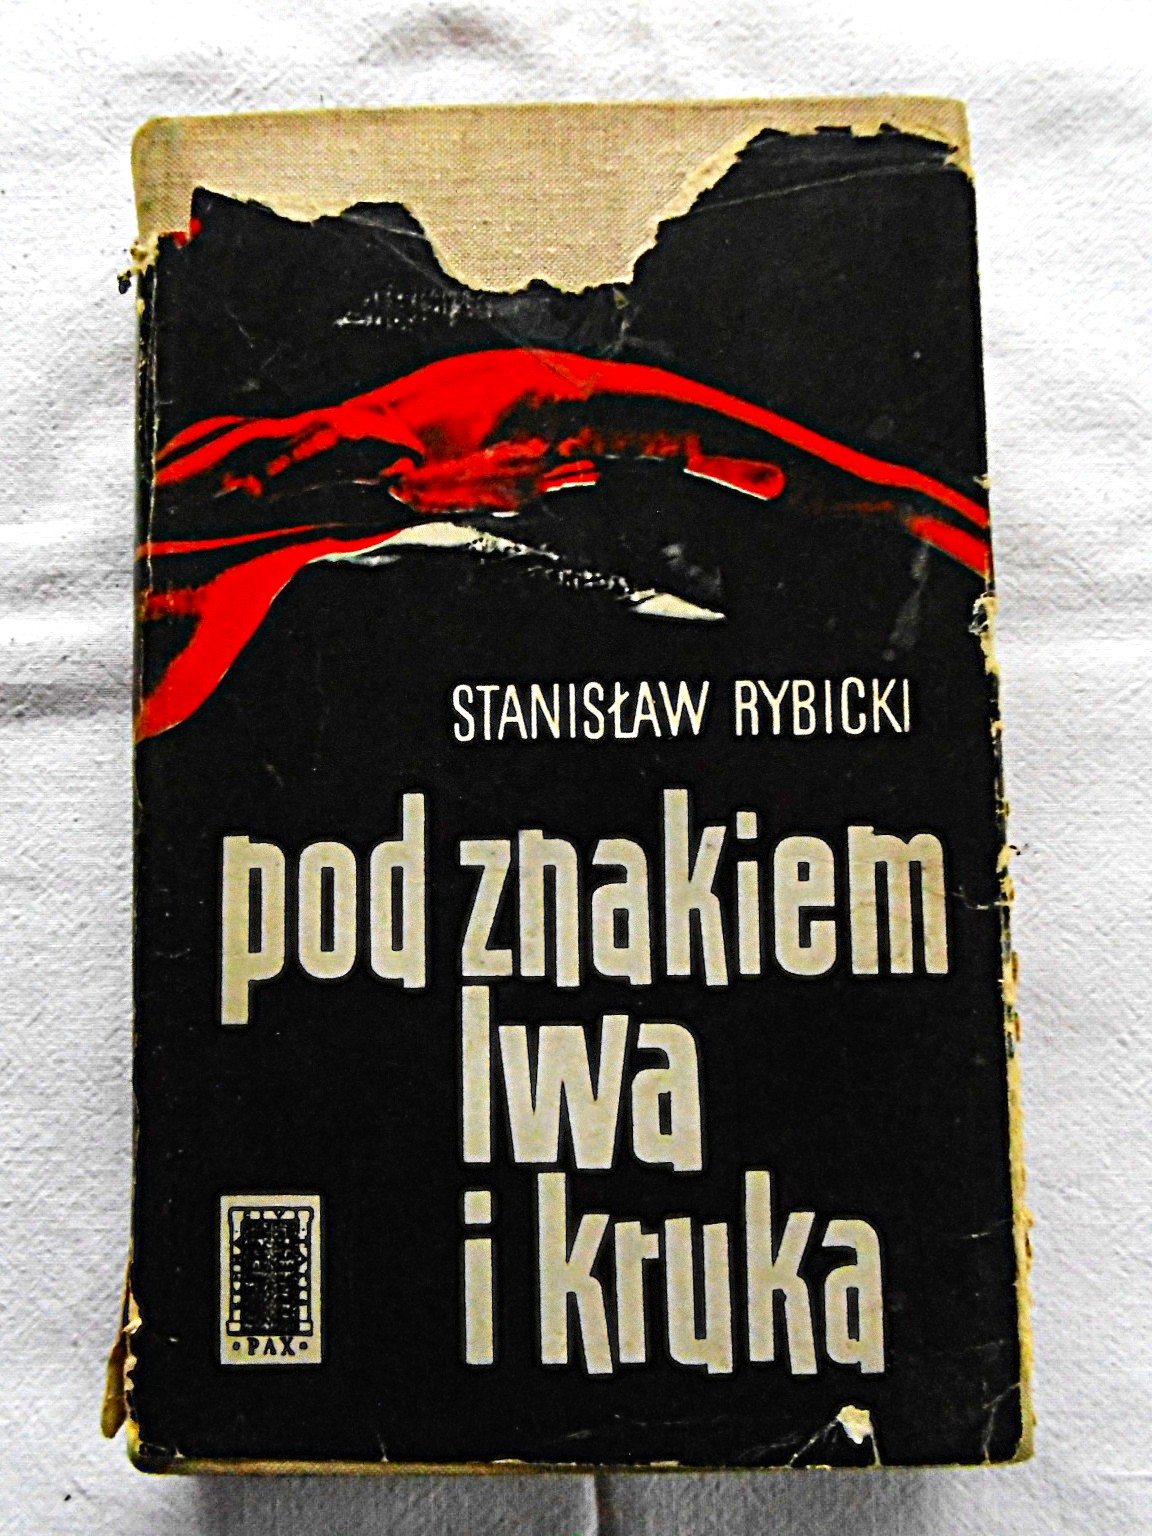 STANISŁAW RYBICKI
pod znakiem
lwa
i kruka
•PAX•